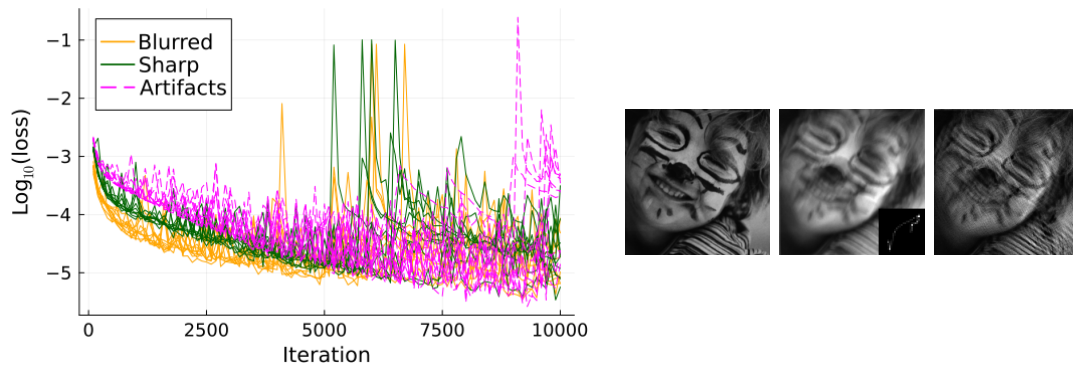 −1
−2
−3
−4
−5
Log₁₀(loss)
Blurred
Sharp
Artifacts
0
2500
5000
7500
10000
Iteration